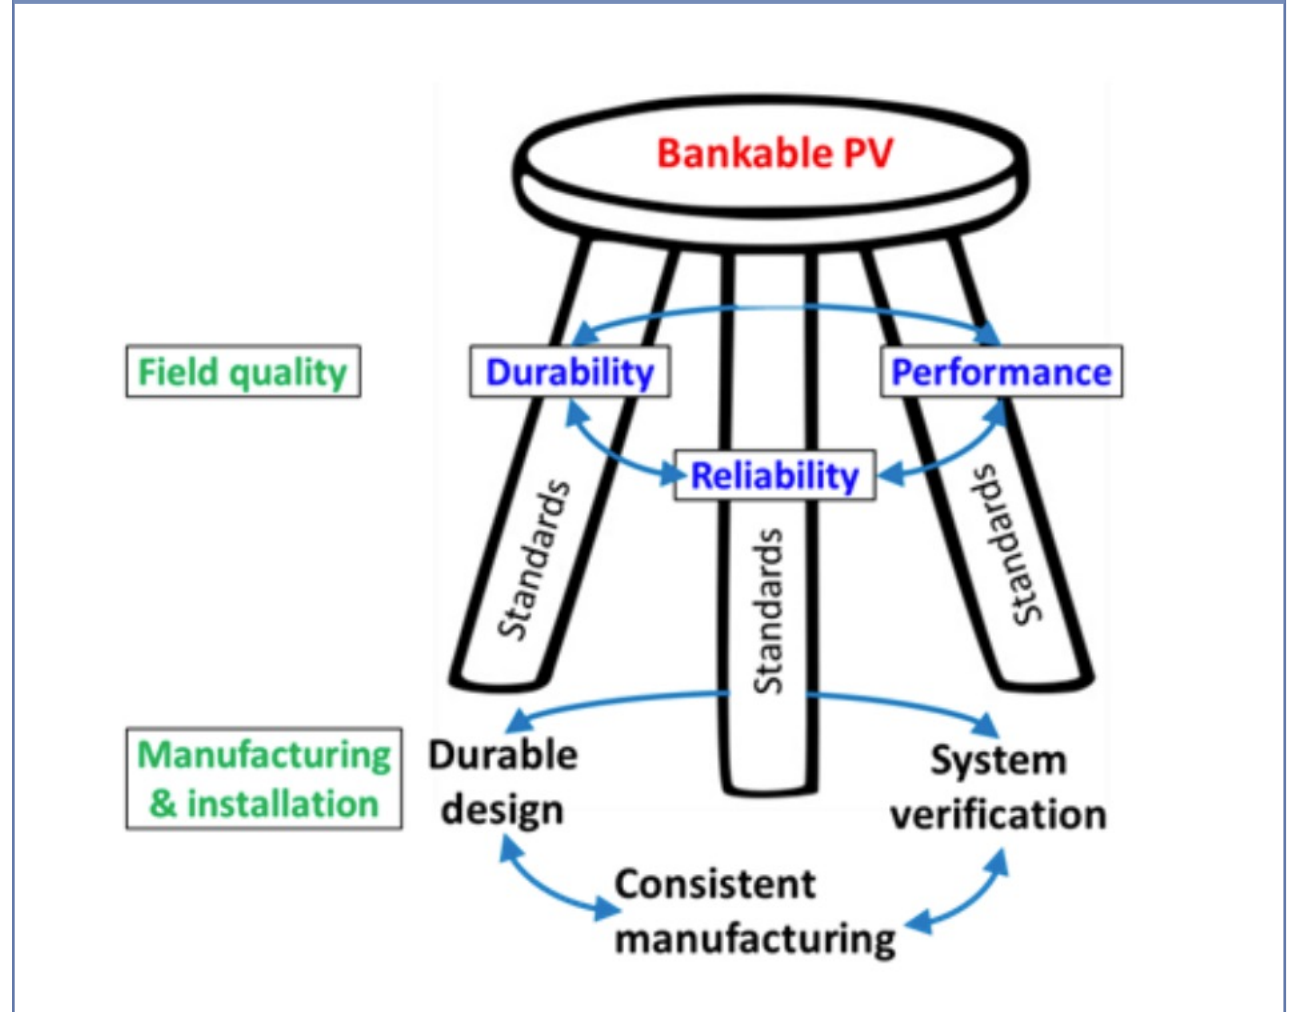 Bankable PV
Field quality
Durability
Performance
Reliability
Standards
Standards
Standards
Manufacturing
& installation
Durable
design
System
verification
Consistent
manufacturing